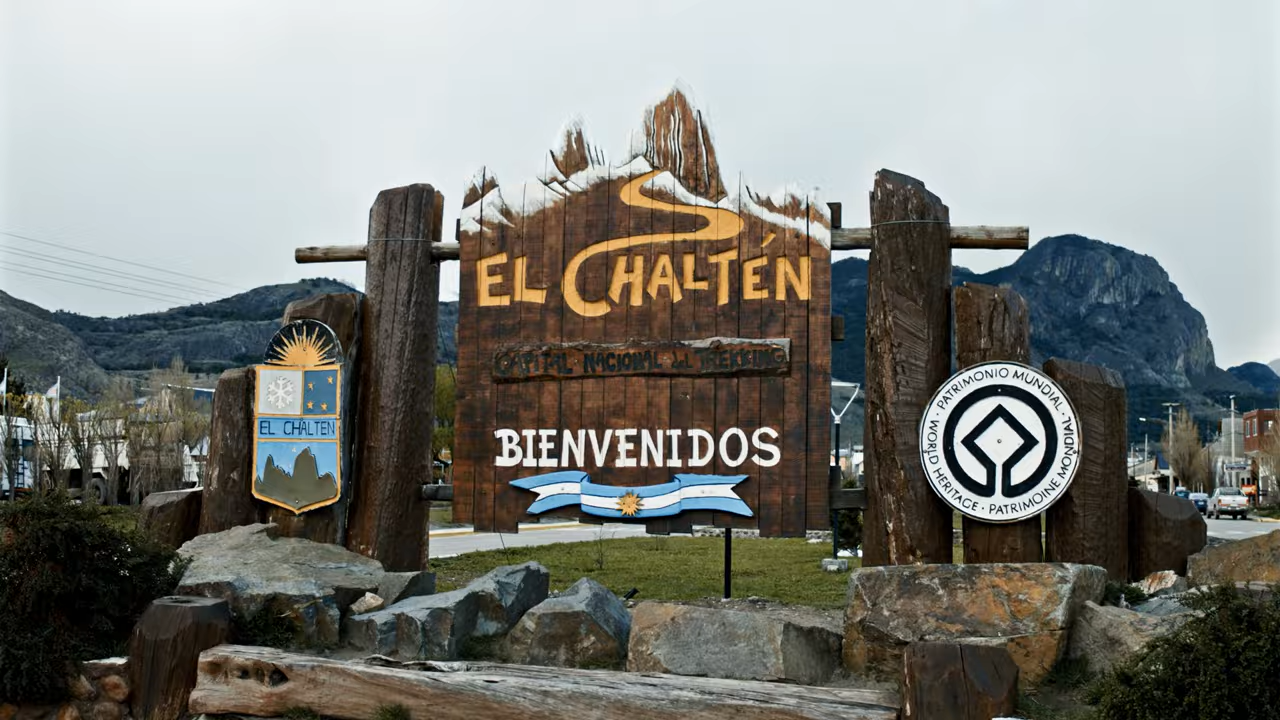 EL CHALTÉN
CAPITAL NACIONAL del TREKKING
BIENVENIDOS
EL CHALTEN
PATRIMONIO MUNDIAL · WORLD HERITAGE · PATRIMOINE MONDIAL ·